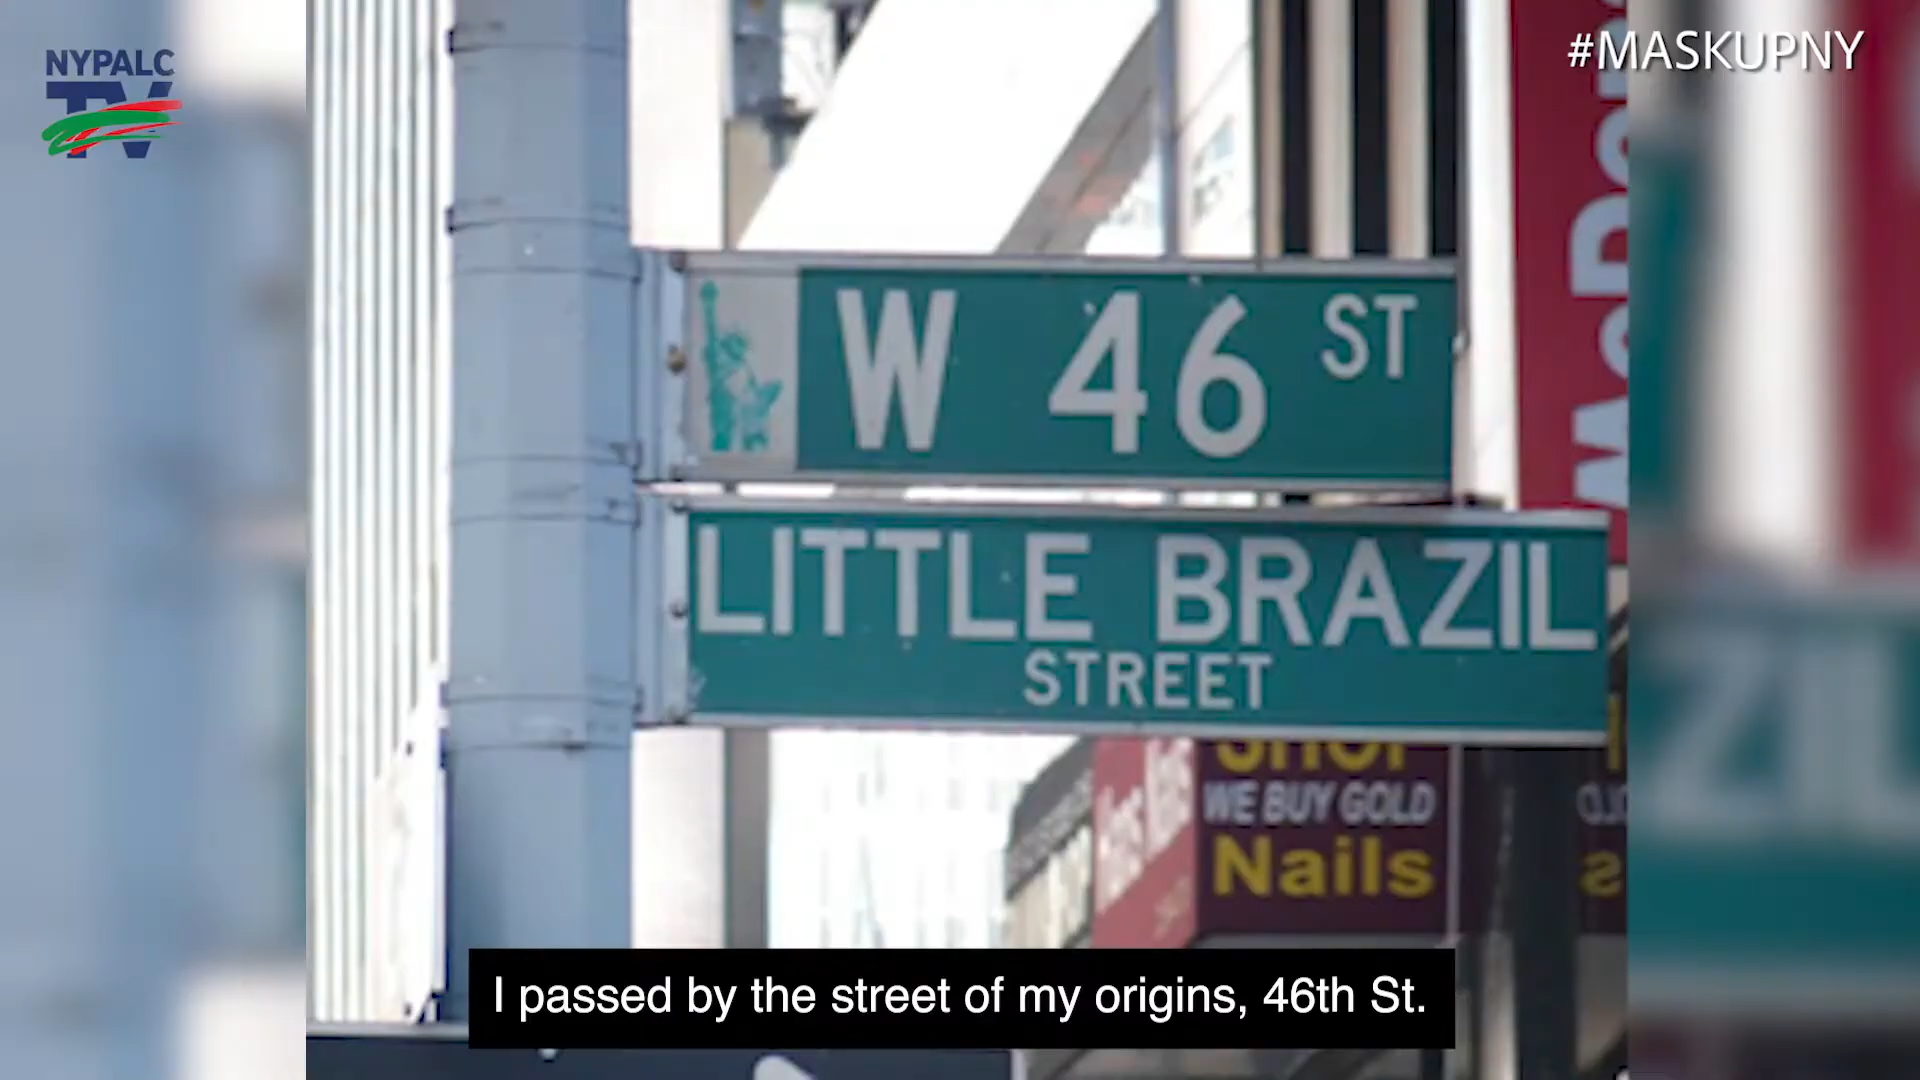 NYPALC
TV
#MASKUPNY
W 46 ST
LITTLE BRAZIL
STREET
WE BUY GOLD
Nails
I passed by the street of my origins, 46th St.